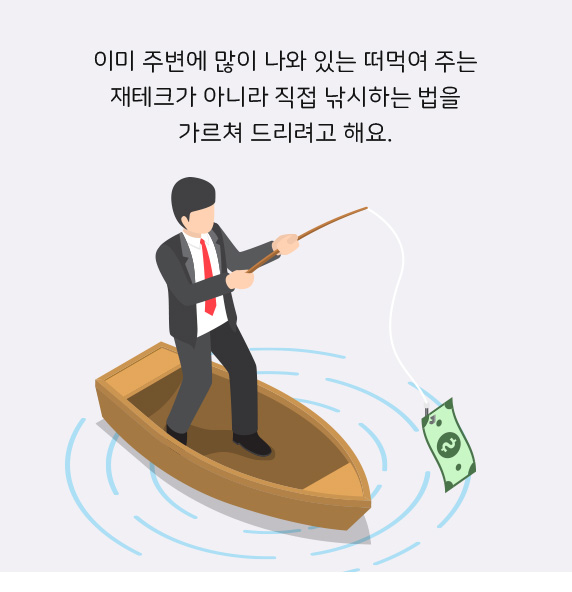 이미 주변에 많이 나와 있는 떠먹여 주는
재테크가 아니라 직접 낚시하는 법을
가르쳐 드리려고 해요.